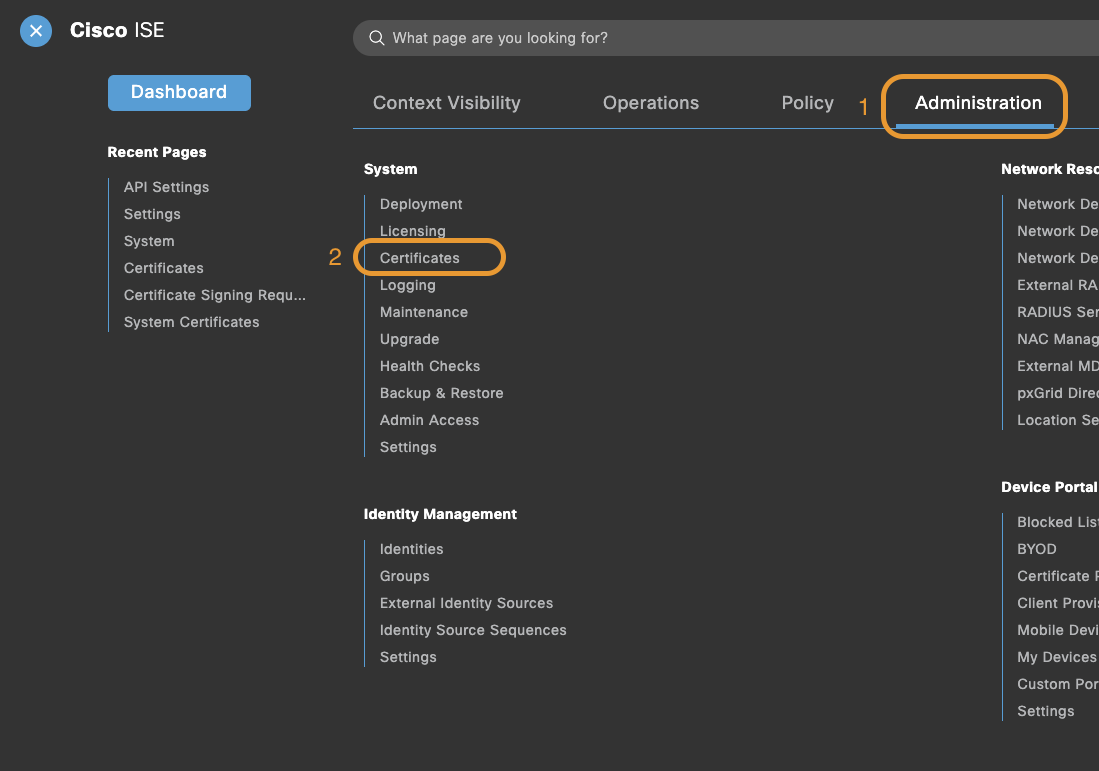 Cisco ISE
What page are you looking for?
Dashboard
Context Visibility
Operations
Policy
1
Administration
Recent Pages
API Settings
Settings
System
Certificates
Certificate Signing Requ...
System Certificates
System
Deployment
Licensing
2
Certificates
Logging
Maintenance
Upgrade
Health Checks
Backup & Restore
Admin Access
Settings
Identity Management
Identities
Groups
External Identity Sources
Identity Source Sequences
Settings
Network Reso
Network De
Network De
Network De
External RA
RADIUS Ser
NAC Manag
External MD
pxGrid Direc
Location Se
Device Portal
Blocked List
BYOD
Certificate P
Client Provis
Mobile Devi
My Devices
Custom Por
Settings